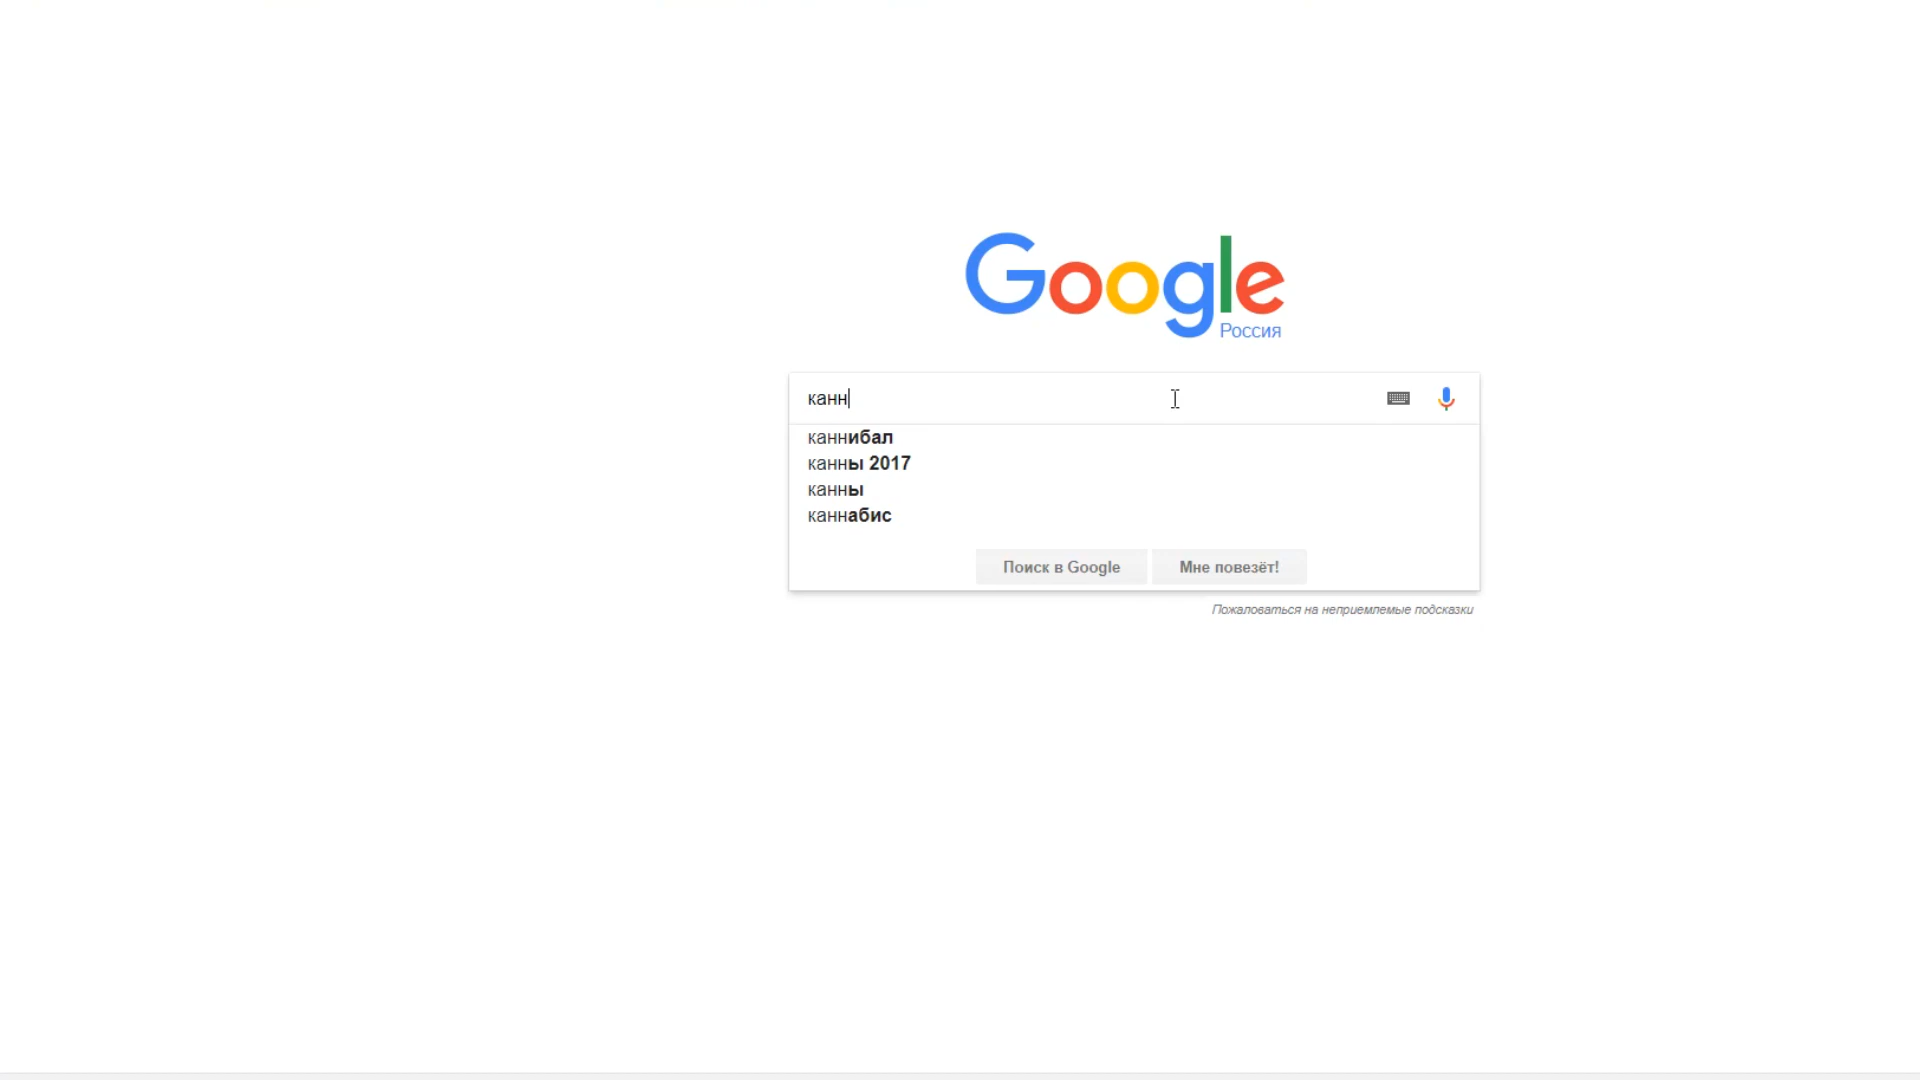 Google
Россия
канн
каннибал
канны 2017
канны
каннабис
Поиск в Google
Мне повезёт!
Пожаловаться на неприемлемые подсказки